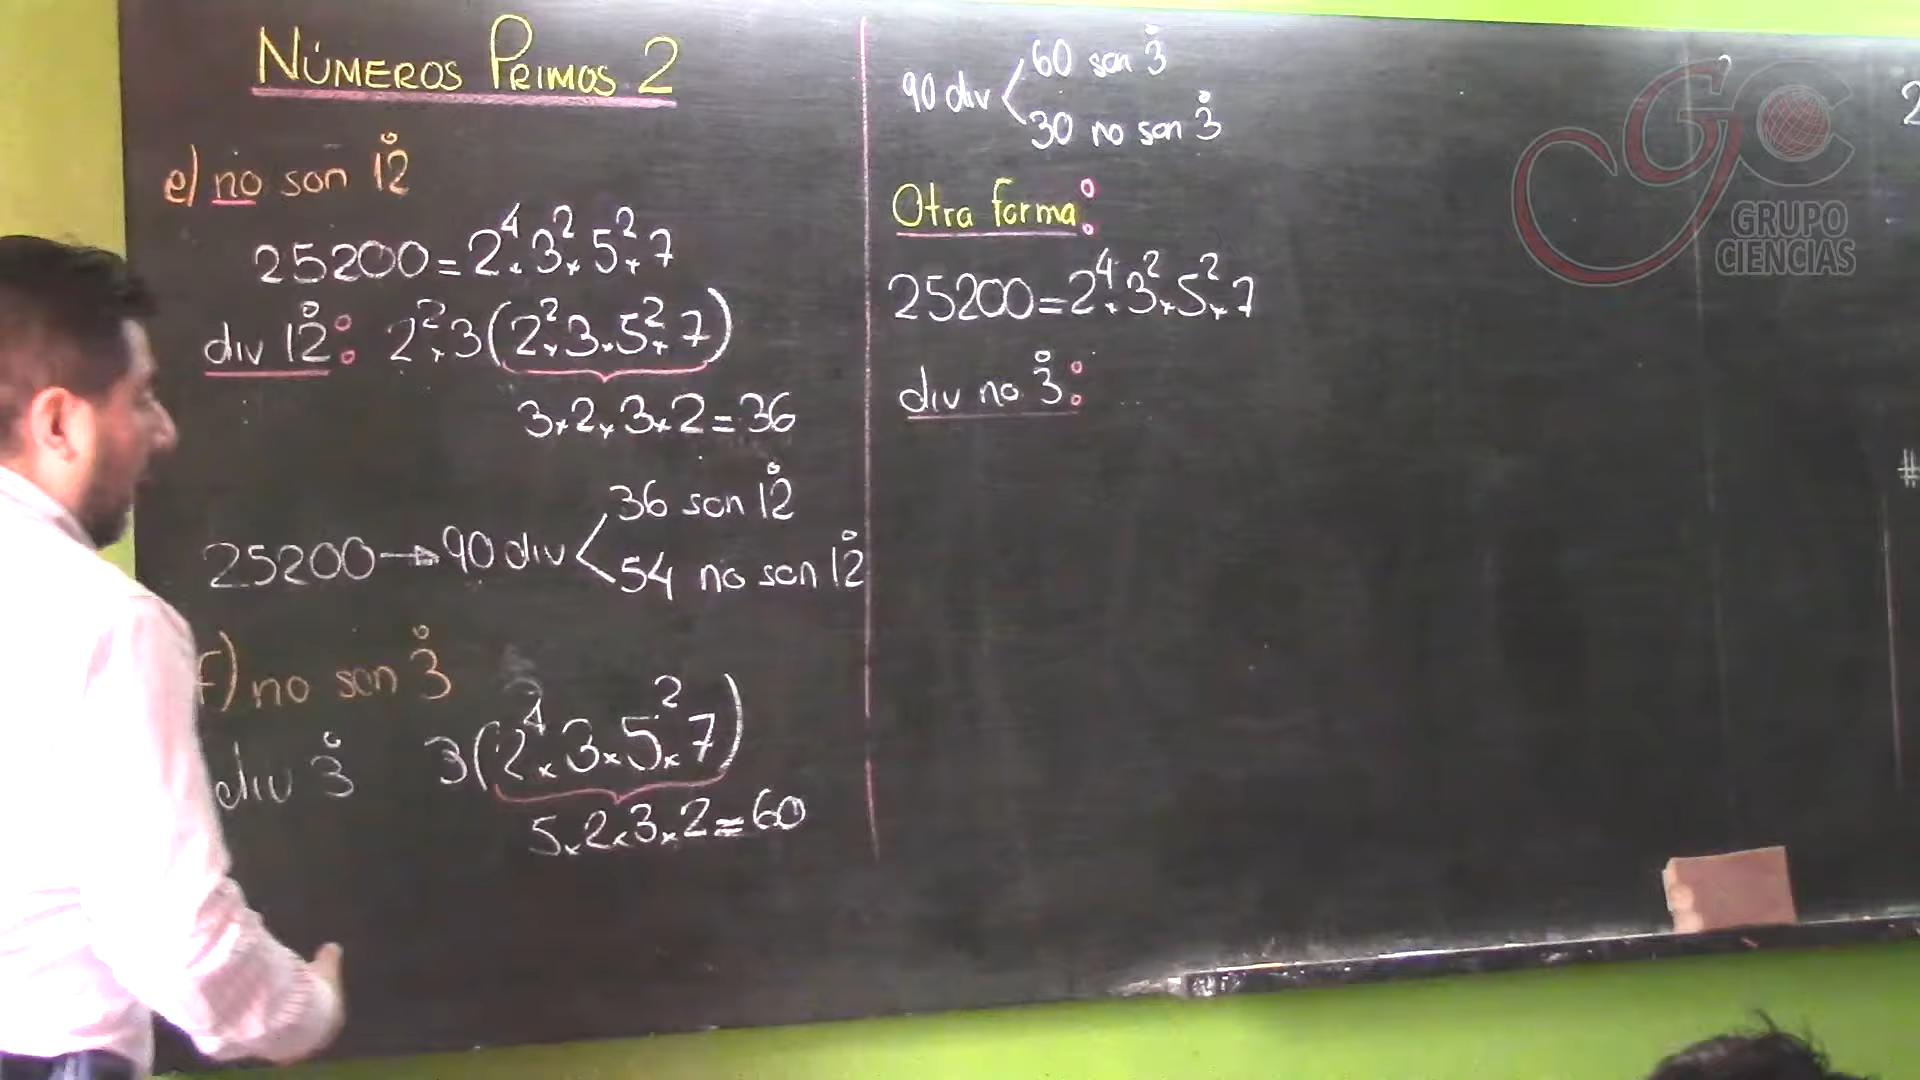 NÚMEROS PRIMOS 2
e) no son 12°
25200 = 2⁴ × 3² × 5² × 7
div 12°: 2² × 3 (2² × 3 × 5² × 7)
3 × 2 × 3 × 2 = 36
36 son 12°
25200 → 90 div <
54 no son 12°
f) no son 3°
div 3° 3 (2⁴ × 3 × 5² × 7)
5 × 2 × 3 × 2 = 60
60 son 3°
90 div <
30 no son 3°
Otra forma:
25200 = 2⁴ × 3² × 5² × 7
div no 3°:
GC
GRUPO
CIENCIAS
2
#